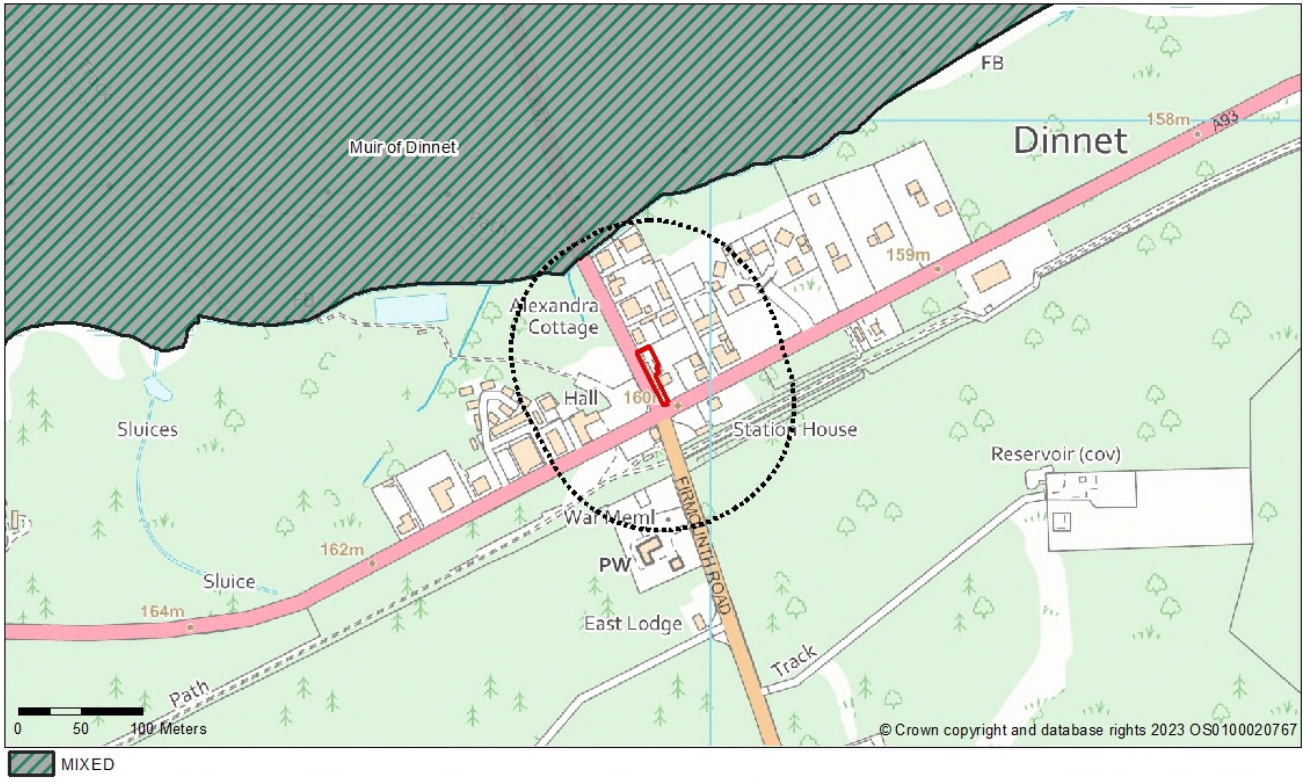 FB
Dinnet
158m
A93
Muir of Dinnet
159m
Alexandra
Cottage
Hall
160m
Station House
Sluices
Reservoir (cov)
War Meml
FIRMOUNTH ROAD
162m
PW
Sluice
164m
East Lodge
Track
Path
0 50 100 Meters
© Crown copyright and database rights 2023 OS0100020767
MIXED